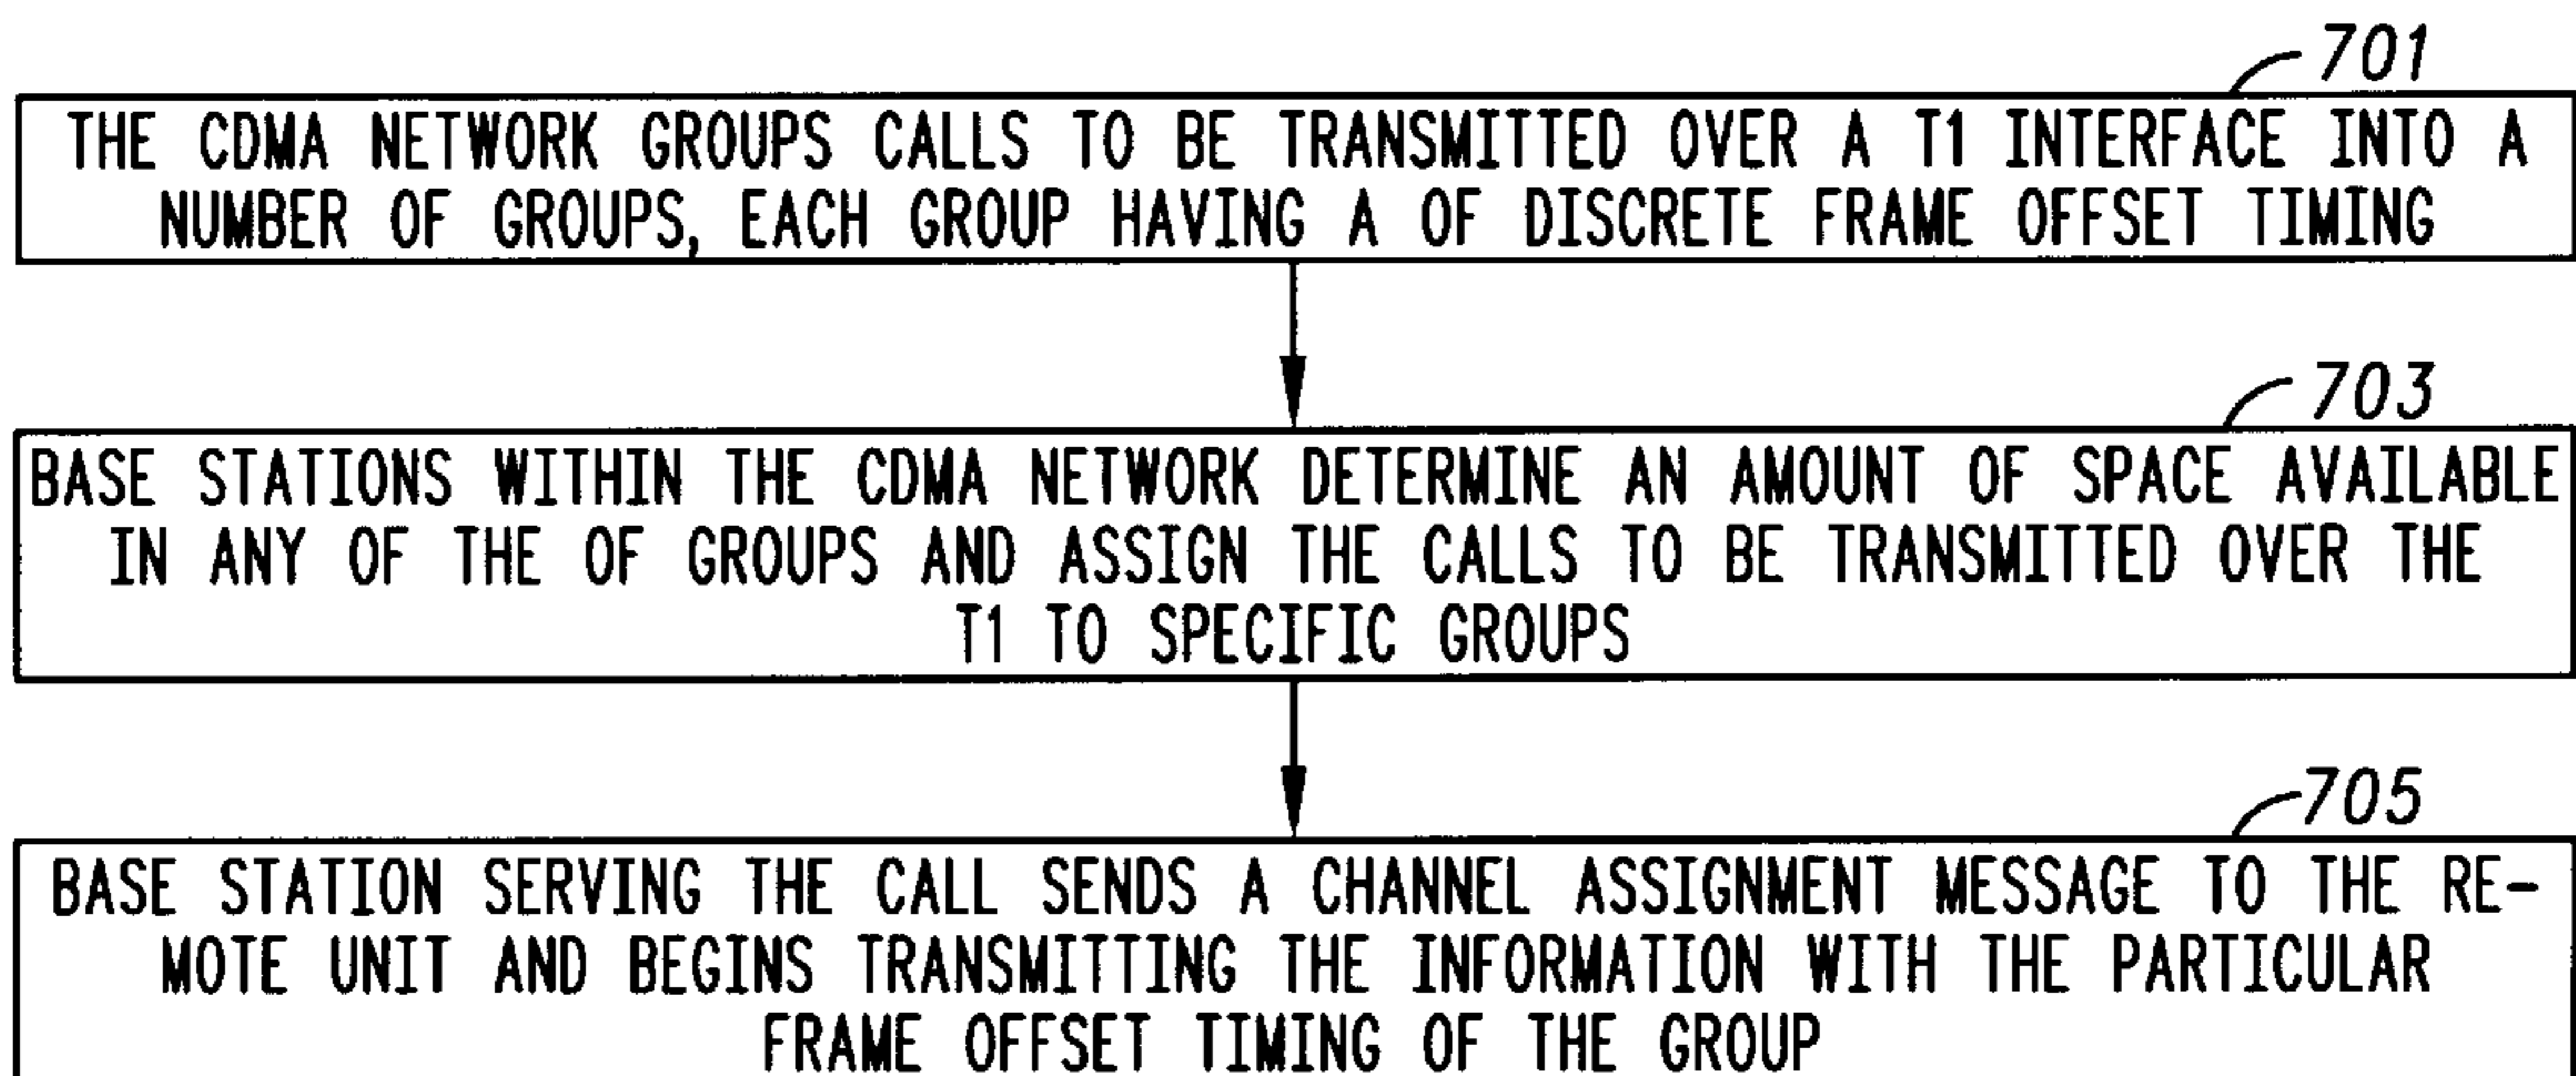 701
THE CDMA NETWORK GROUPS CALLS TO BE TRANSMITTED OVER A T1 INTERFACE INTO A
NUMBER OF GROUPS, EACH GROUP HAVING A OF DISCRETE FRAME OFFSET TIMING
703
BASE STATIONS WITHIN THE CDMA NETWORK DETERMINE AN AMOUNT OF SPACE AVAILABLE
IN ANY OF THE OF GROUPS AND ASSIGN THE CALLS TO BE TRANSMITTED OVER THE
T1 TO SPECIFIC GROUPS
705
BASE STATION SERVING THE CALL SENDS A CHANNEL ASSIGNMENT MESSAGE TO THE RE-
MOTE UNIT AND BEGINS TRANSMITTING THE INFORMATION WITH THE PARTICULAR
FRAME OFFSET TIMING OF THE GROUP